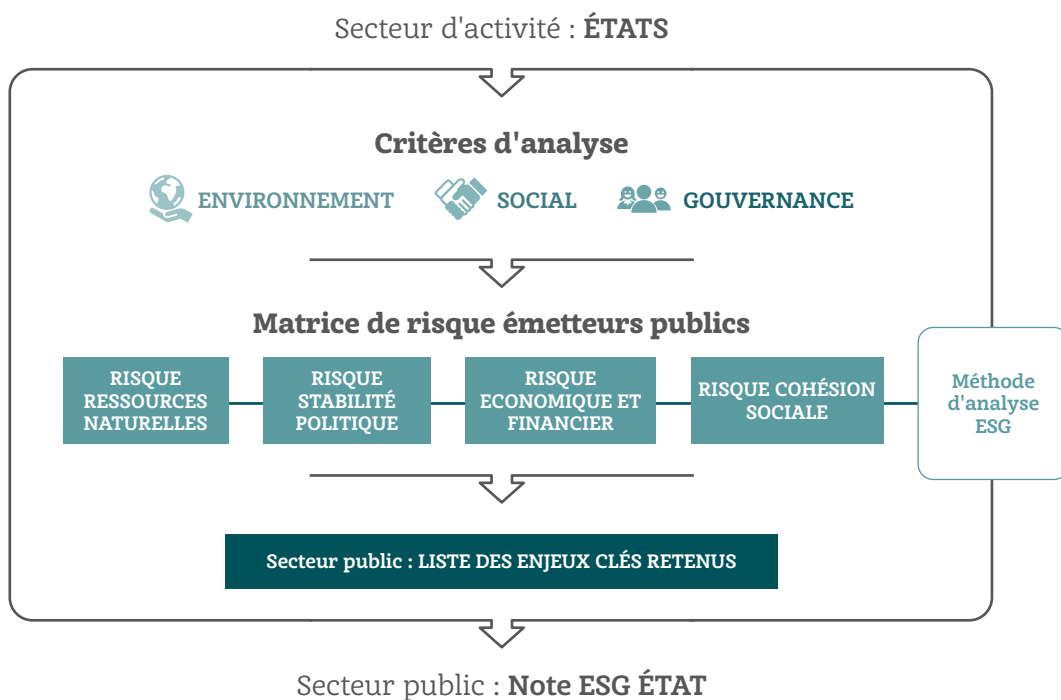 Secteur d'activité : ÉTATS
Critères d'analyse
ENVIRONNEMENT
SOCIAL
GOUVERNANCE
Matrice de risque émetteurs publics
RISQUE
RESSOURCES
NATURELLES
RISQUE
STABILITÉ
POLITIQUE
RISQUE
ECONOMIQUE ET
FINANCIER
RISQUE COHÉSION
SOCIALE
Méthode
d'analyse
ESG
Secteur public : LISTE DES ENJEUX CLÉS RETENUS
Secteur public : Note ESG ÉTAT